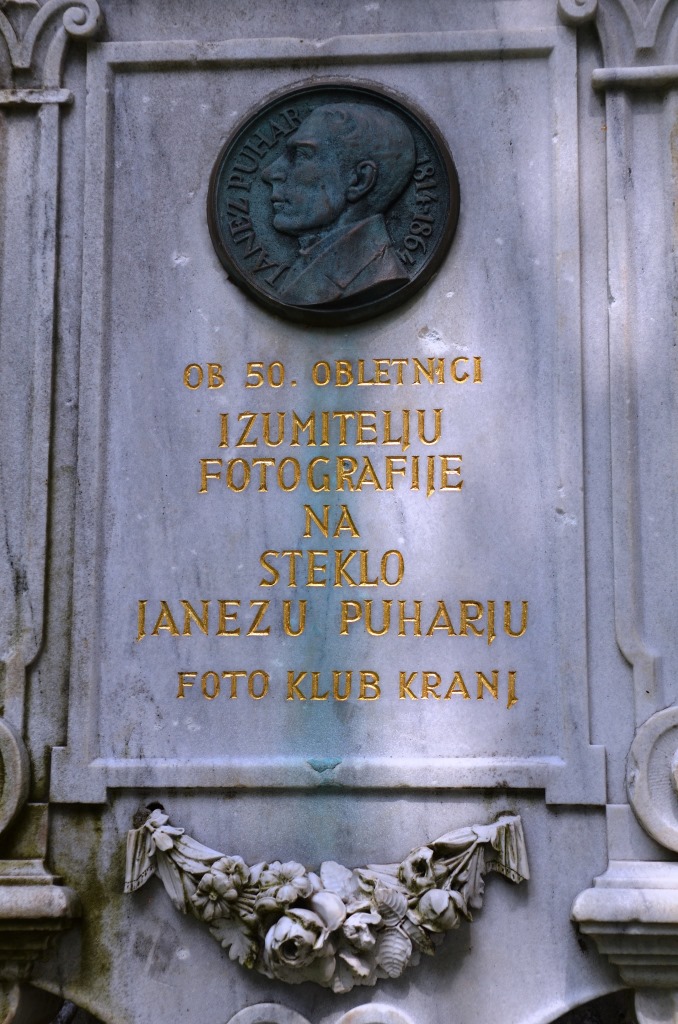 JANEZ PUHAR
1814-1864
OB 50. OBLETNICI
IZUMITELJU
FOTOGRAFIJE
NA
STEKLO
JANEZU PUHARJU
FOTO KLUB KRANJ